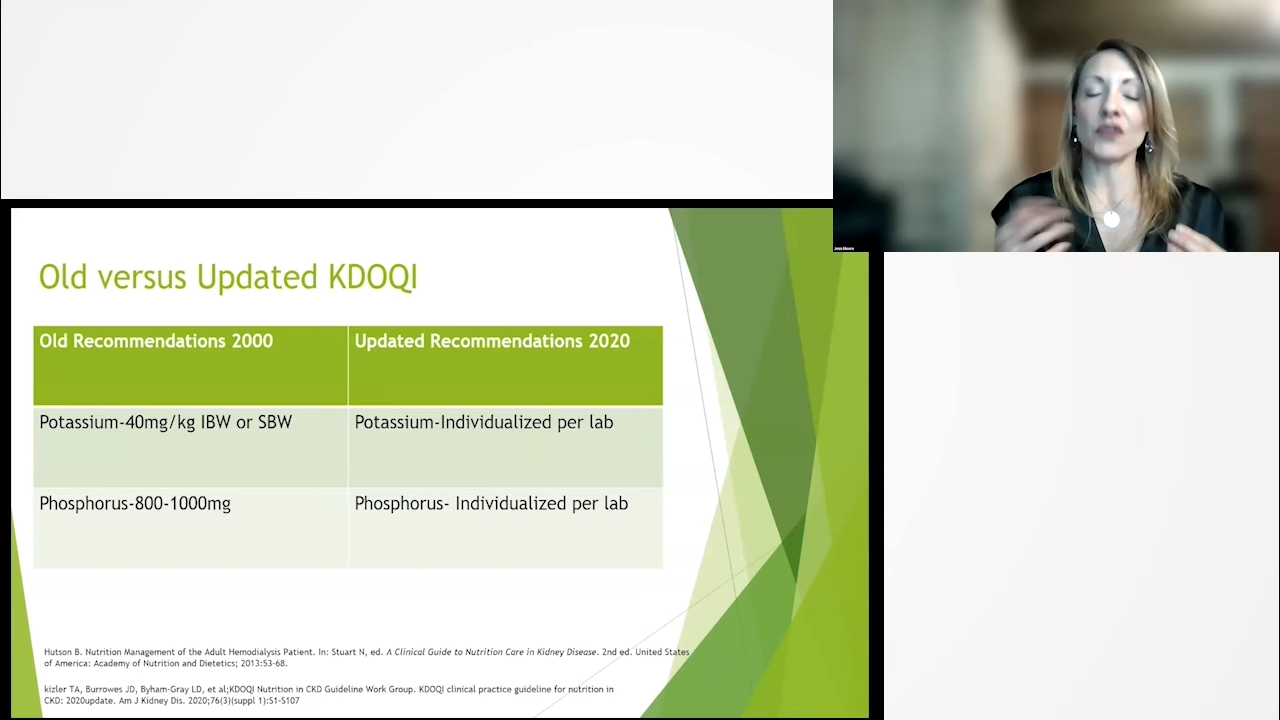 Jenn Moore
Old versus Updated KDOQI
Old Recommendations 2000
Updated Recommendations 2020
Potassium-40mg/kg IBW or SBW
Potassium-Individualized per lab
Phosphorus-800-1000mg
Phosphorus- Individualized per lab
Hutson B. Nutrition Management of the Adult Hemodialysis Patient. In: Stuart N, ed. A Clinical Guide to Nutrition Care in Kidney Disease. 2nd ed. United States
of America: Academy of Nutrition and Dietetics; 2013:53-68.
kizler TA, Burrowes JD, Byham-Gray LD, et al;KDOQI Nutrition in CKD Guideline Work Group. KDOQI clinical practice guideline for nutrition in
CKD: 2020update. Am J Kidney Dis. 2020;76(3)(suppl 1):S1-S107